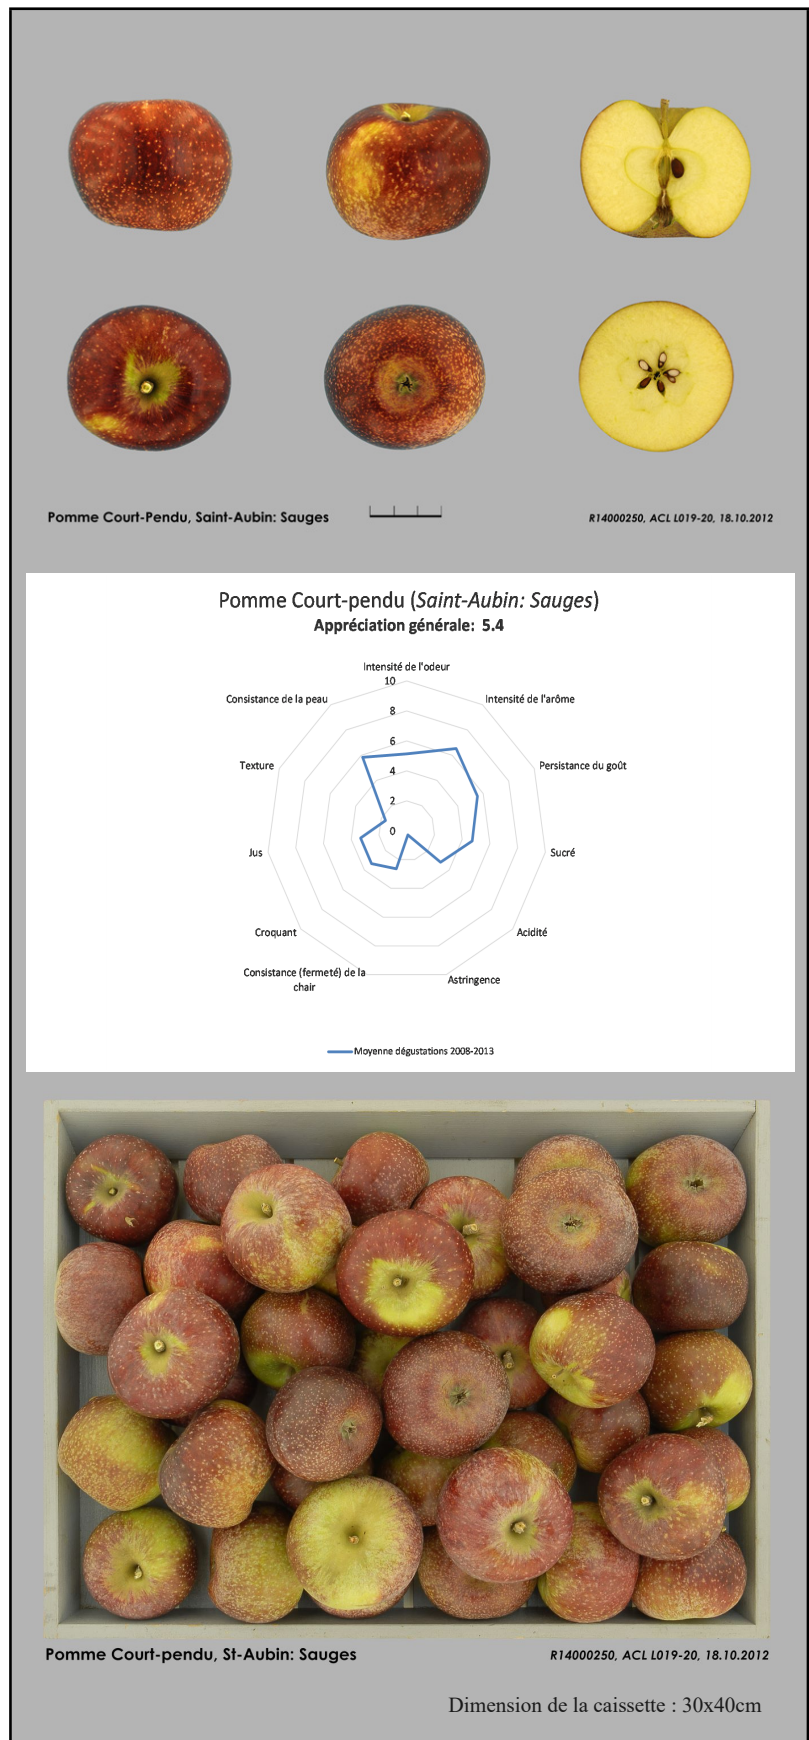 Pomme Court-Pendu, Saint-Aubin: Sauges
R14000250, ACL L019-20, 18.10.2012
Pomme Court-pendu (Saint-Aubin: Sauges)
Appréciation générale: 5.4
Intensité de l'odeur
10
Consistance de la peau
Intensité de l'arôme
8
6
Texture
Persistance du goût
4
2
0
Jus
Sucré
Croquant
Acidité
Consistance (fermeté) de la
chair
Astringence
Moyenne dégustations 2008-2013
Pomme Court-pendu, St-Aubin: Sauges
R14000250, ACL L019-20, 18.10.2012
Dimension de la caissette : 30x40cm